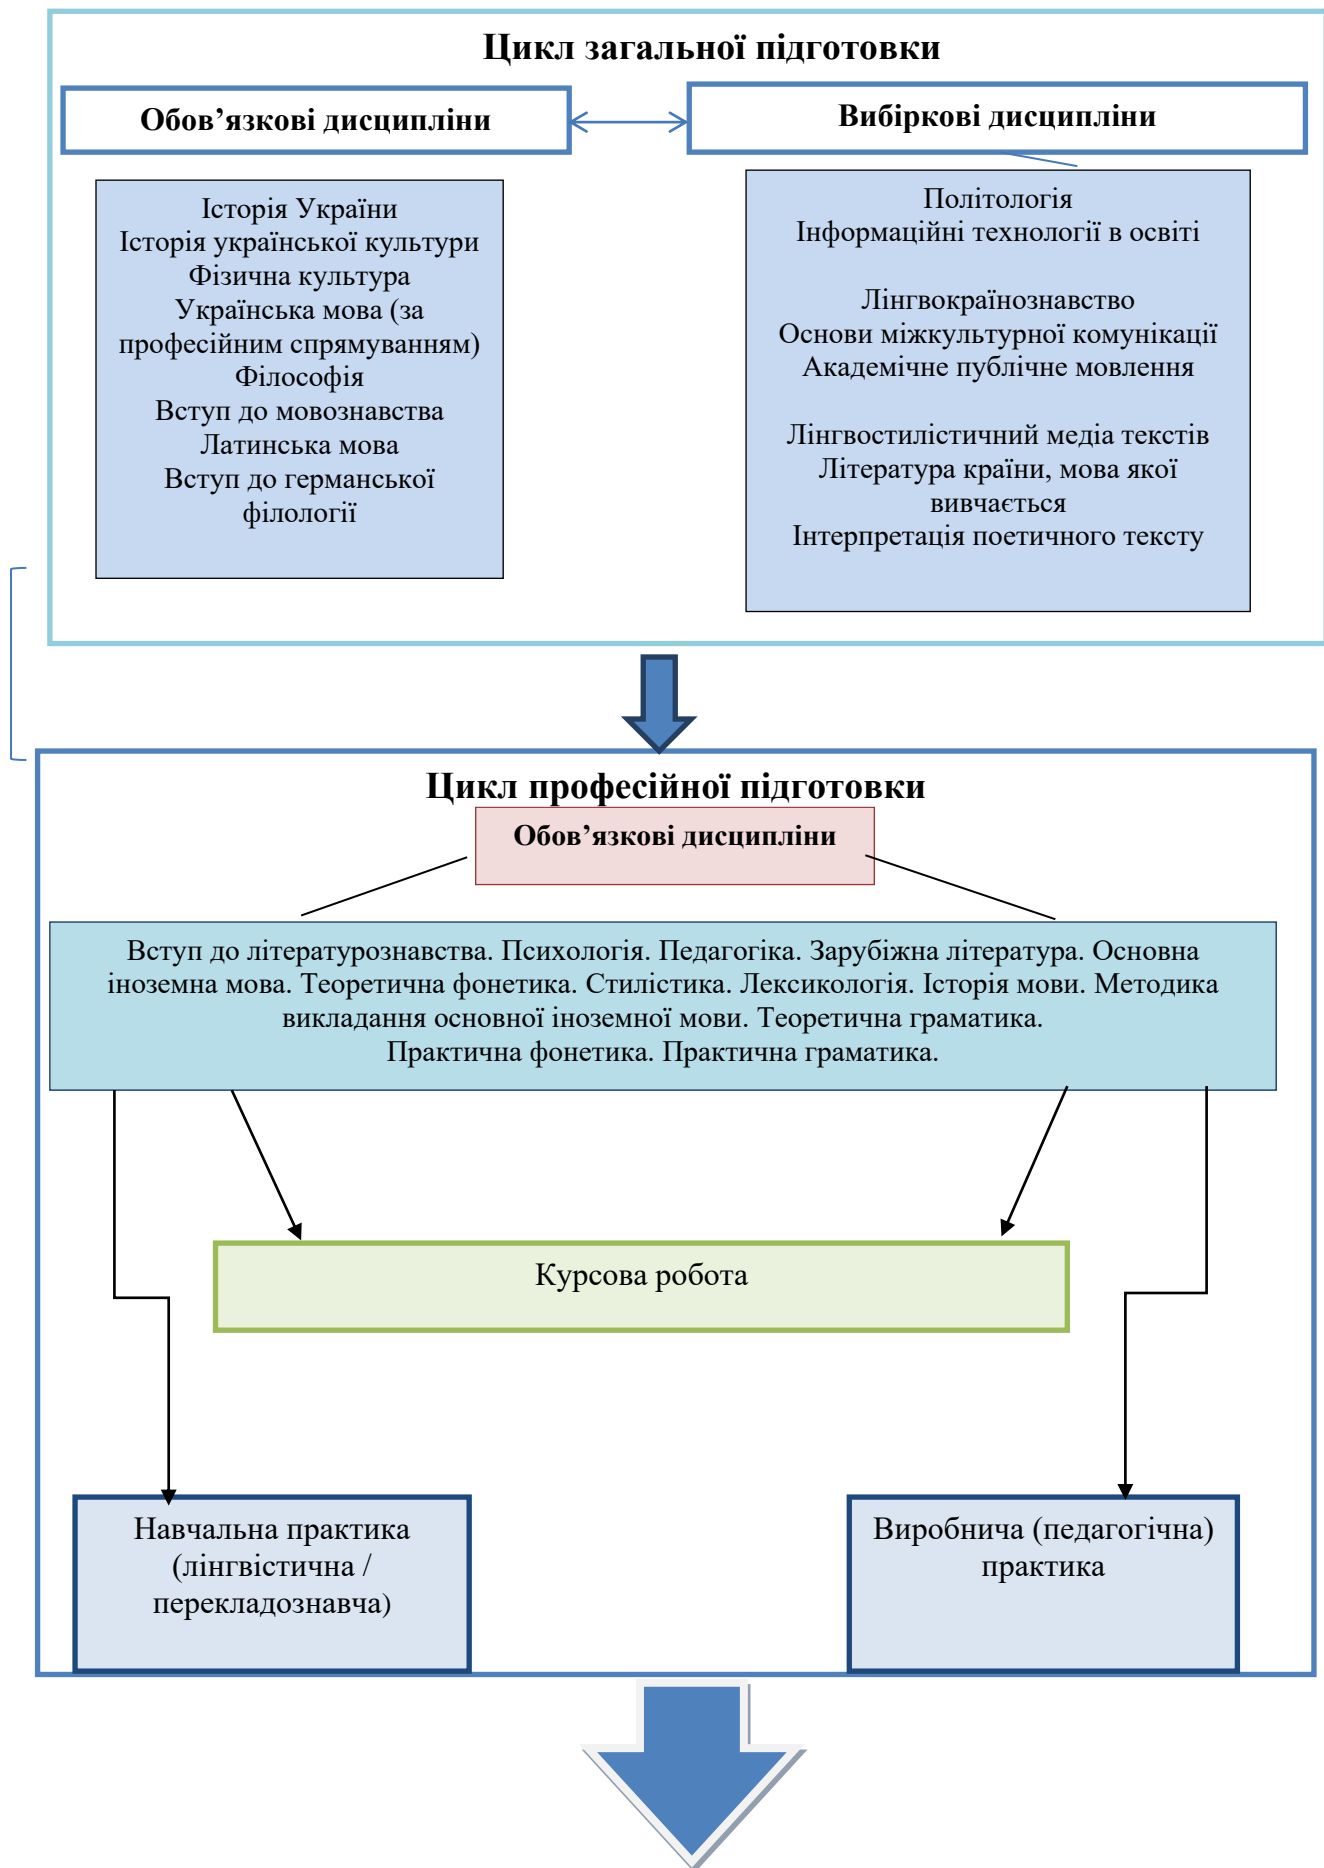 Цикл загальної підготовки
Обов’язкові дисципліни
Вибіркові дисципліни
Історія України
Історія української культури
Фізична культура
Українська мова (за
професійним спрямуванням)
Філософія
Вступ до мовознавства
Латинська мова
Вступ до германської
філології
Політологія
Інформаційні технології в освіті
Лінгвокраїнознавство
Основи міжкультурної комунікації
Академічне публічне мовлення
Лінгвостилістичний медіа текстів
Література країни, мова якої
вивчається
Інтерпретація поетичного тексту
Цикл професійної підготовки
Обов’язкові дисципліни
Вступ до літературознавства. Психологія. Педагогіка. Зарубіжна література. Основна
іноземна мова. Теоретична фонетика. Стилістика. Лексикологія. Історія мови. Методика
викладання основної іноземної мови. Теоретична граматика.
Практична фонетика. Практична граматика.
Курсова робота
Навчальна практика
(лінгвістична /
перекладознавча)
Виробнича (педагогічна)
практика